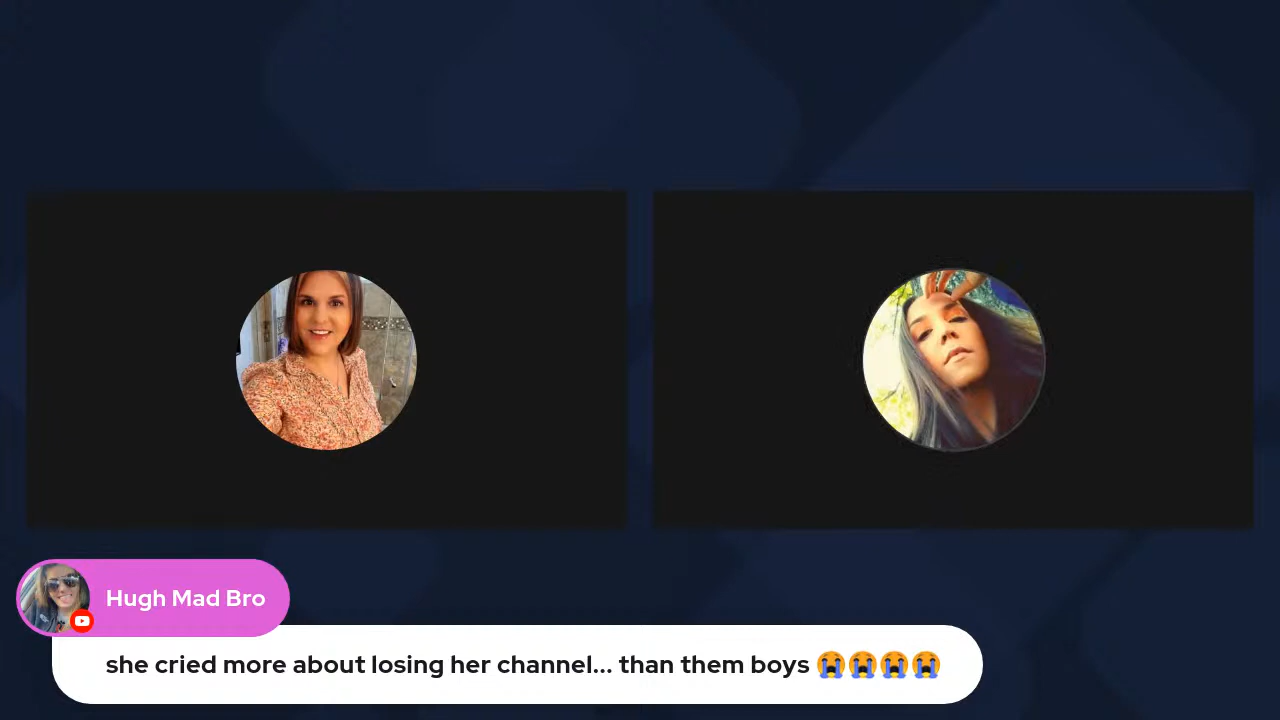 Hugh Mad Bro
she cried more about losing her channel... than them boys 😭😭😭😭